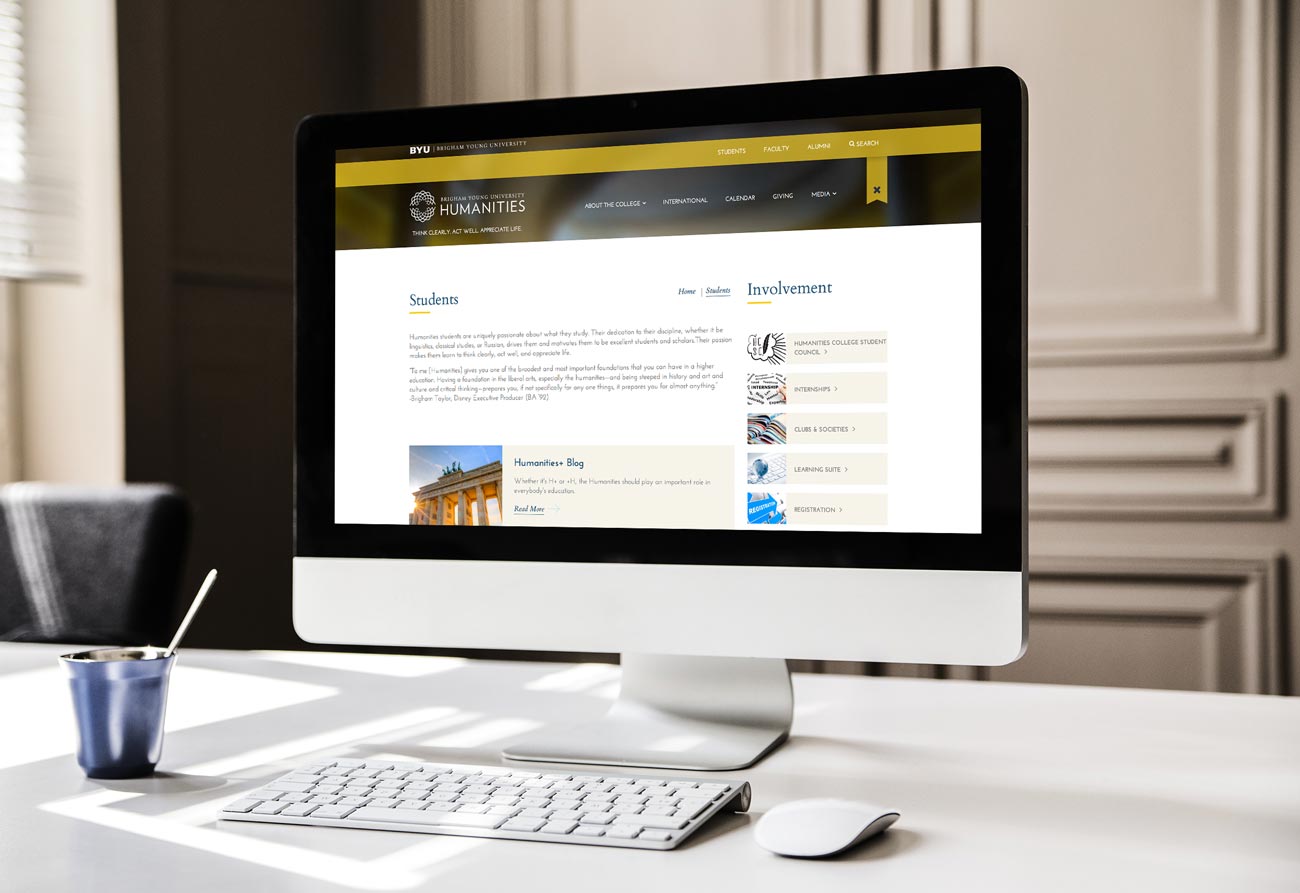 BYU | BRIGHAM YOUNG UNIVERSITY
STUDENTS FACULTY ALUMNI SEARCH
BRIGHAM YOUNG UNIVERSITY
HUMANITIES
THINK CLEARLY. ACT WELL. APPRECIATE LIFE.
ABOUT THE COLLEGE INTERNATIONAL CALENDAR GIVING MEDIA
Students
Home | Students
Humanities students are uniquely passionate about what they study. Their dedication to their discipline, whether it be
linguistics, classical studies, or Russian, drives them and motivates them to be excellent students and scholars.Their passion
makes them learn to think clearly, act well, and appreciate life.
"To me [Humanities] gives you one of the broadest and most important foundations that you can have in a higher
education. Having a foundation in the liberal arts, especially the humanities—and being steeped in history and art and
culture and critical thinking—prepares you, if not specifically for any one things, it prepares you for almost anything."
-Brigham Taylor, Disney Executive Producer (BA '92)
Humanities+ Blog
Whether it's H+ or +H, the Humanities should play an important role in
everybody's education.
Read More
Involvement
HUMANITIES COLLEGE STUDENT
COUNCIL >
INTERNSHIP
INTERNSHIPS >
CLUBS & SOCIETIES >
LEARNING SUITE >
REGISTRATION
REGISTRATION >